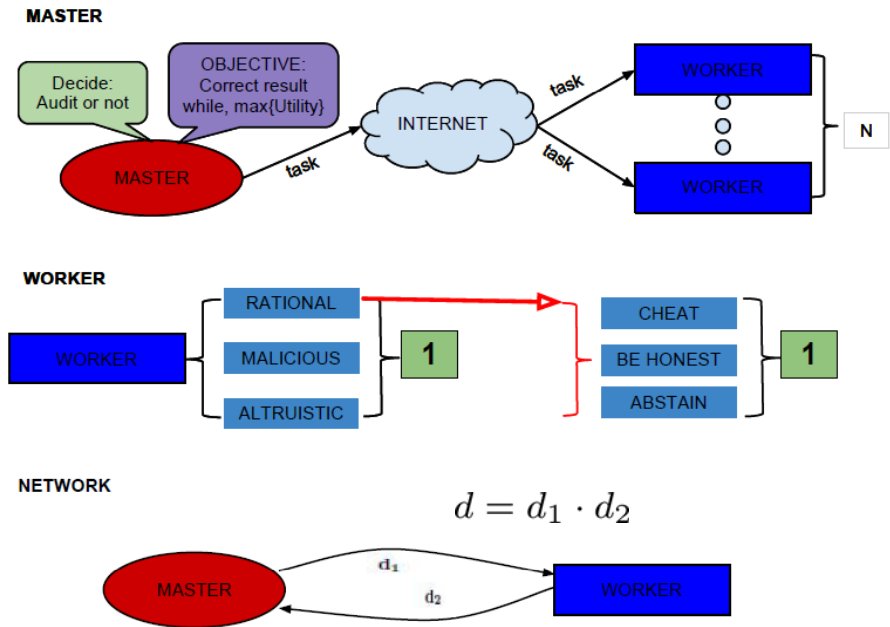 MASTER
Decide:
Audit or not
OBJECTIVE:
Correct result
while, max{Utility}
MASTER
task
INTERNET
task
task
WORKER
WORKER
N
WORKER
WORKER
RATIONAL
MALICIOUS
ALTRUISTIC
1
CHEAT
BE HONEST
ABSTAIN
1
NETWORK
d = d₁ · d₂
MASTER
d₁
d₂
WORKER